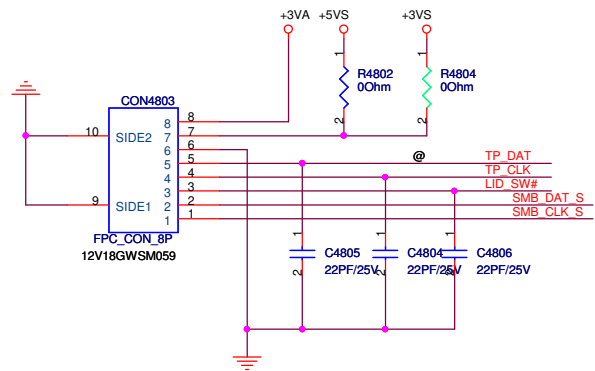 +3VA
+5VS
+3VS
1
1
R4802
0Ohm
R4804
0Ohm
2
2
CON4803
8
8
7
7
10
SIDE2
6
6
5
5
@
TP_DAT
4
4
TP_CLK
3
3
LID_SW#
9
SIDE1
2
2
SMB_DAT_S
1
1
SMB_CLK_S
FPC_CON_8P
12V18GWSM059
1
1
1
C4805
22PF/25V
C4804
22PF/25V
C4806
22PF/25V
2
2
2